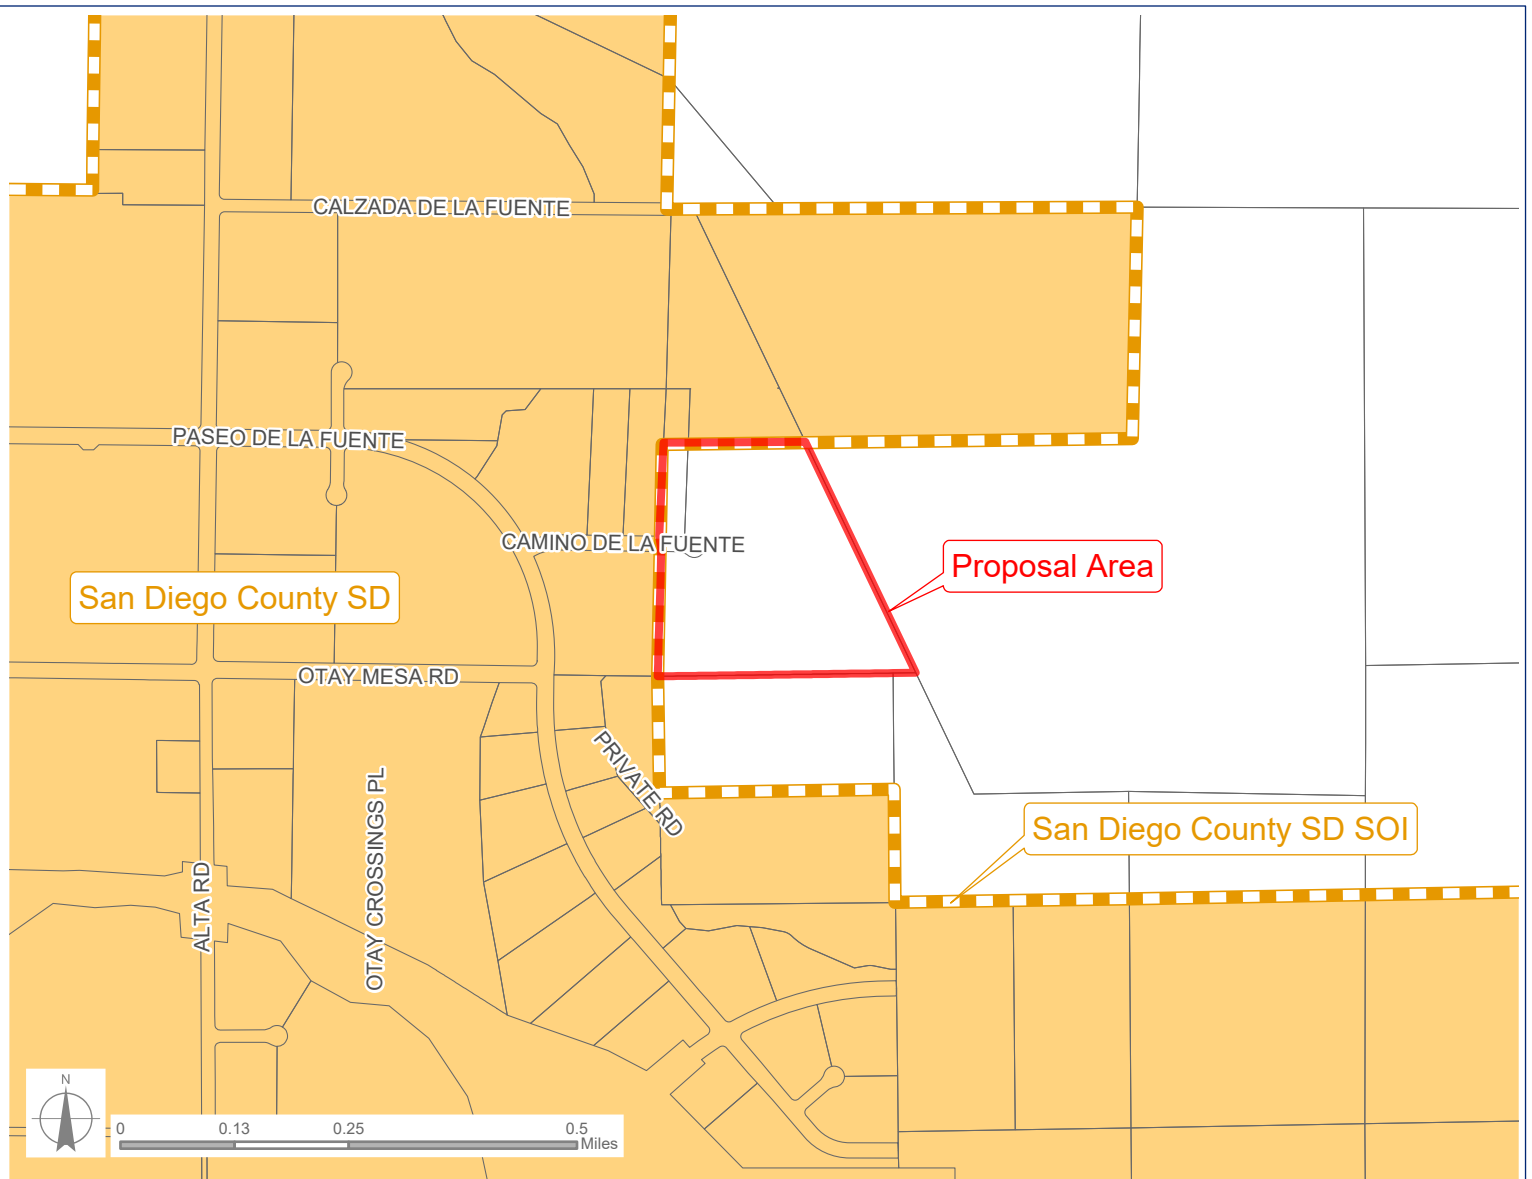 CALZADA DE LA FUENTE
PASEO DE LA FUENTE
CAMINO DE LA FUENTE
Proposal Area
San Diego County SD
OTAY MESA RD
PRIVATE RD
OTAY CROSSINGS PL
San Diego County SD SOI
ALTA RD
N
0 0.13 0.25 0.5
Miles